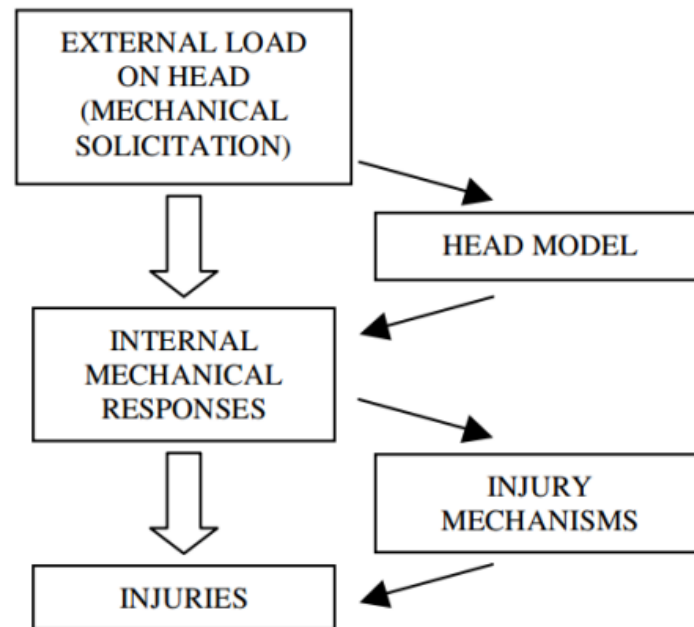 EXTERNAL LOAD
ON HEAD
(MECHANICAL
SOLICITATION)
HEAD MODEL
INTERNAL
MECHANICAL
RESPONSES
INJURY
MECHANISMS
INJURIES